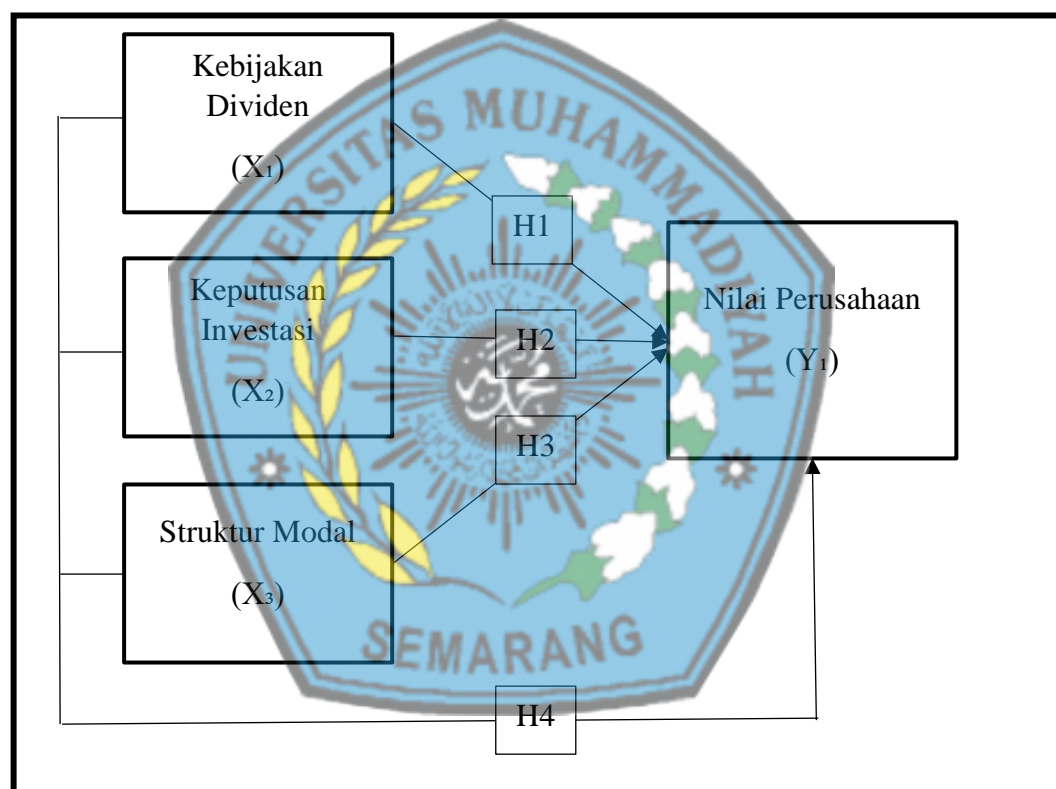 Kebijakan
Dividen
(X₁)
H1
Keputusan
Investasi
(X₂)
H2
Nilai Perusahaan
(Y₁)
H3
Struktur Modal
(X₃)
H4
UNIVERSITAS MUHAMMADIYAH
SEMARANG